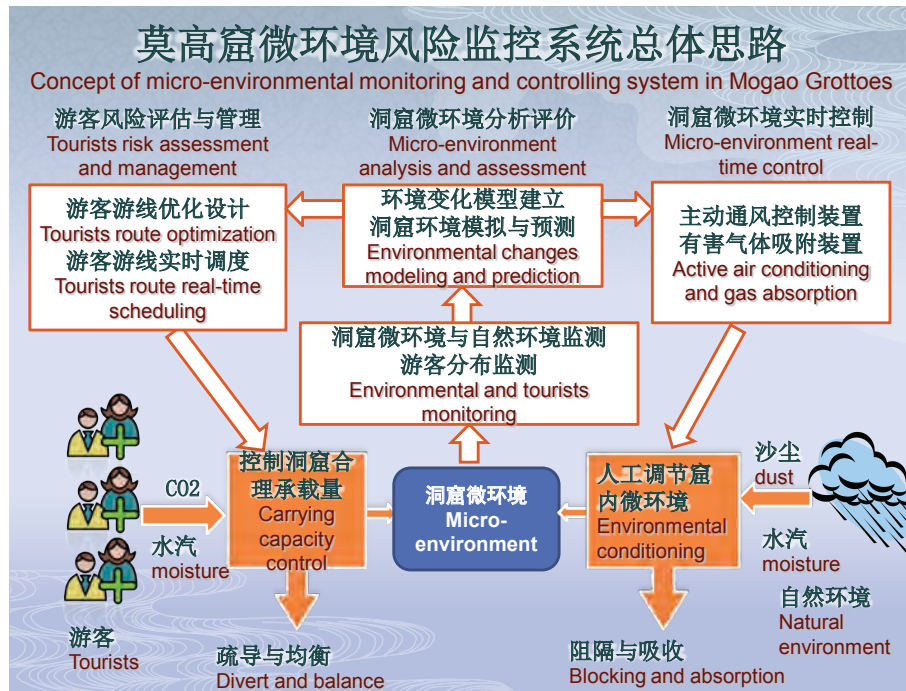 莫高窟微环境风险监控系统总体思路
Concept of micro-environmental monitoring and controlling system in Mogao Grottoes
游客风险评估与管理
Tourists risk assessment
and management
洞窟微环境分析评价
Micro-environment
analysis and assessment
洞窟微环境实时控制
Micro-environment real-
time control
游客游线优化设计
Tourists route optimization
游客游线实时调度
Tourists route real-time
scheduling
环境变化模型建立
洞窟环境模拟与预测
Environmental changes
modeling and prediction
主动通风控制装置
有害气体吸附装置
Active air conditioning
and gas absorption
洞窟微环境与自然环境监测
游客分布监测
Environmental and tourists
monitoring
CO2
水汽
moisture
控制洞窟合
理承载量
Carrying
capacity
control
洞窟微环境
Micro-
environment
人工调节窟
内微环境
Environmental
conditioning
沙尘
dust
水汽
moisture
游客
Tourists
疏导与均衡
Divert and balance
阻隔与吸收
Blocking and absorption
自然环境
Natural
environment